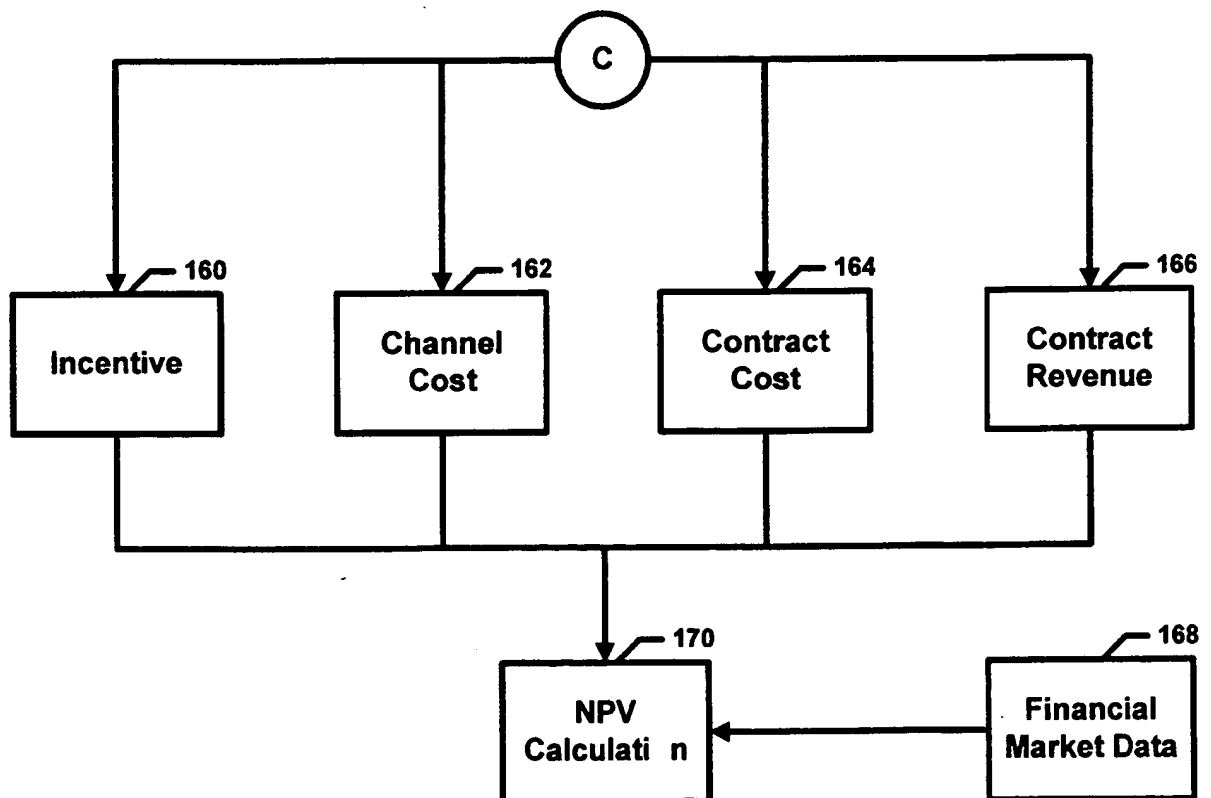 C
160
162
164
166
Incentive
Channel
Cost
Contract
Cost
Contract
Revenue
170
168
NPV
Calculati n
Financial
Market Data